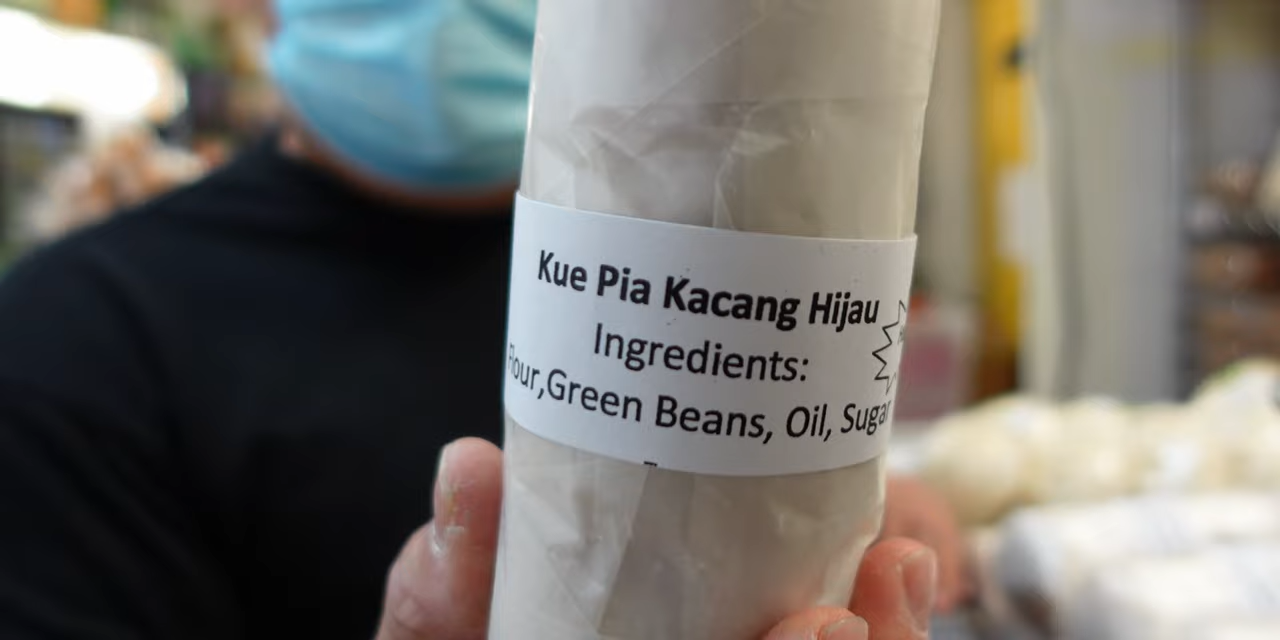 Kue Pia Kacang Hijau
Ingredients:
Flour,Green Beans, Oil, Sugar